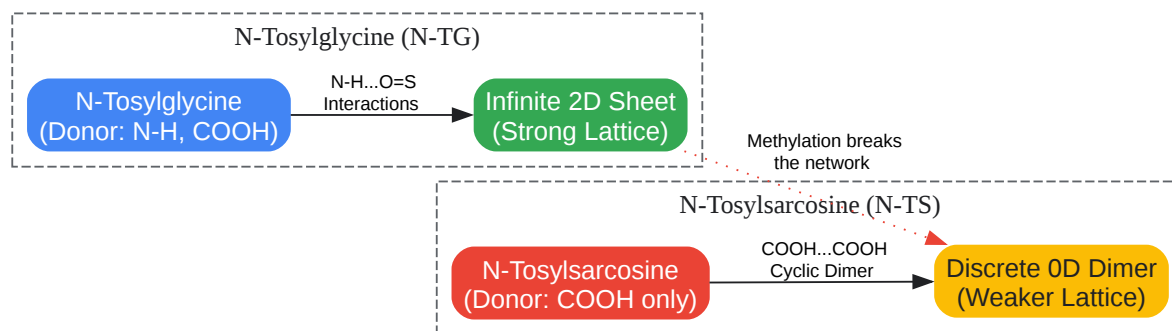 N-Tosylglycine (N-TG)
N-Tosylglycine
(Donor: N-H, COOH)
N-H...O=S
Interactions
Infinite 2D Sheet
(Strong Lattice)
Methylation breaks
the network
N-Tosylsarcosine (N-TS)
N-Tosylsarcosine
(Donor: COOH only)
COOH...COOH
Cyclic Dimer
Discrete 0D Dimer
(Weaker Lattice)